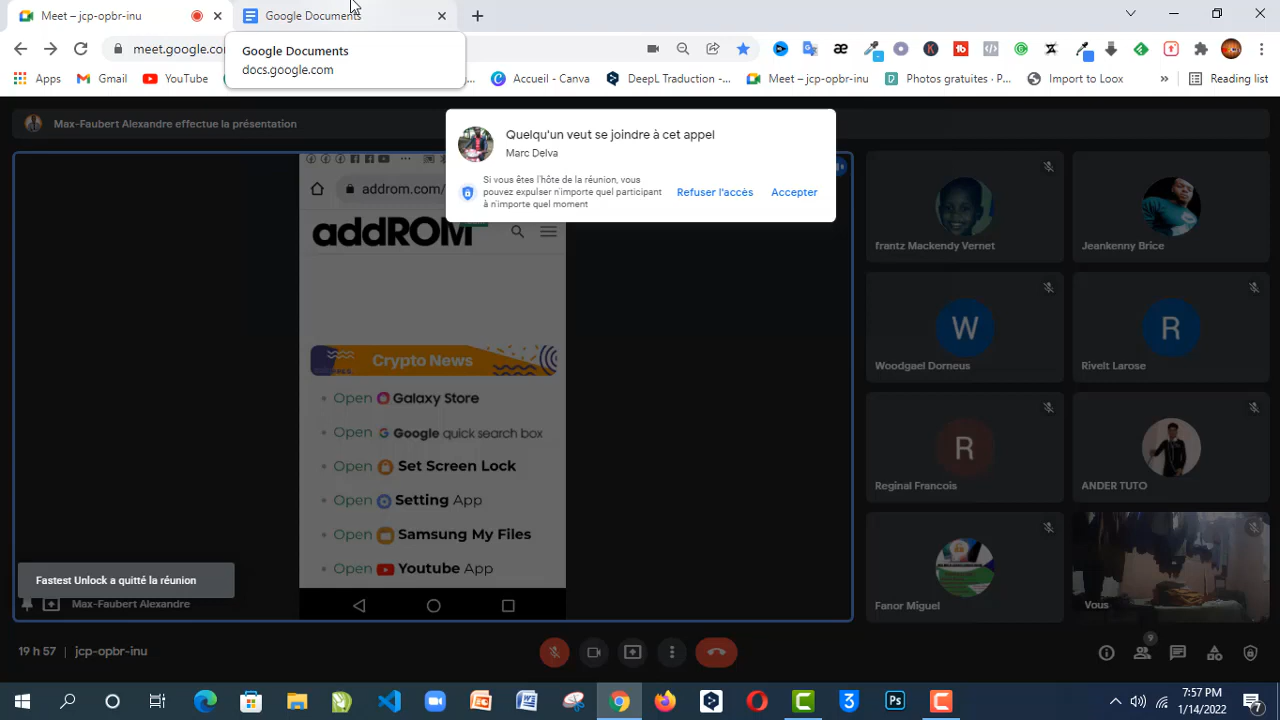 Meet – jcp-opbr-inu
Google Documents
meet.google.co
Google Documents
docs.google.com
Apps
Gmail
YouTube
Accueil - Canva
DeepL Traduction -...
Meet – jcp-opbr-inu
Photos gratuites - P...
Import to Loox
»
Reading list
Max-Faubert Alexandre effectue la présentation
Quelqu'un veut se joindre à cet appel
Marc Delva
Si vous êtes l'hôte de la réunion, vous
pouvez expulser n'importe quel participant
à n'importe quel moment
Refuser l'accès
Accepter
addrom.com/
addROM
Crypto News
Open Galaxy Store
Open Google quick search box
Open Set Screen Lock
Open Setting App
Open Samsung My Files
Open Youtube App
frantz Mackendy Vernet
Jeankenny Brice
W
Woodgael Dorneus
R
Rivelt Larose
R
Reginal Francois
ANDER TUTO
Fanor Miguel
Vous
Fastest Unlock a quitté la réunion
Max-Faubert Alexandre
19 h 57 | jcp-opbr-inu
9
5:57 PM
1/14/2022
7